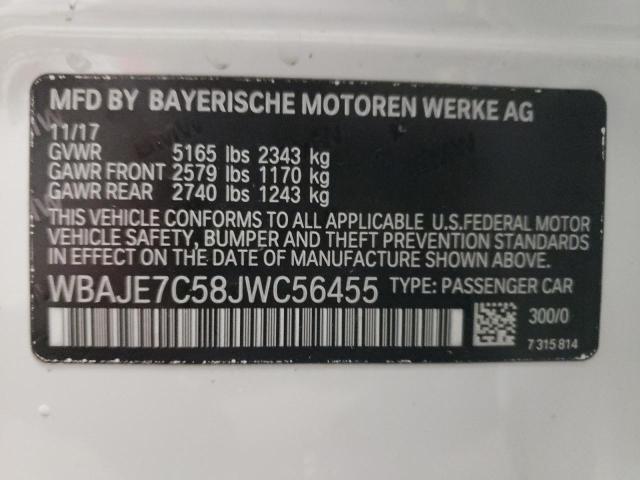 MFD BY BAYERISCHE MOTOREN WERKE AG
11/17
GVWR 5165 lbs 2343 kg
GAWR FRONT 2579 lbs 1170 kg
GAWR REAR 2740 lbs 1243 kg
THIS VEHICLE CONFORMS TO ALL APPLICABLE U.S.FEDERAL MOTOR
VEHICLE SAFETY, BUMPER AND THEFT PREVENTION STANDARDS
IN EFFECT ON THE DATE OF MANUFACTURE SHOWN ABOVE.
WBAJE7C58JWC56455 TYPE: PASSENGER CAR
300/0
7 315 814